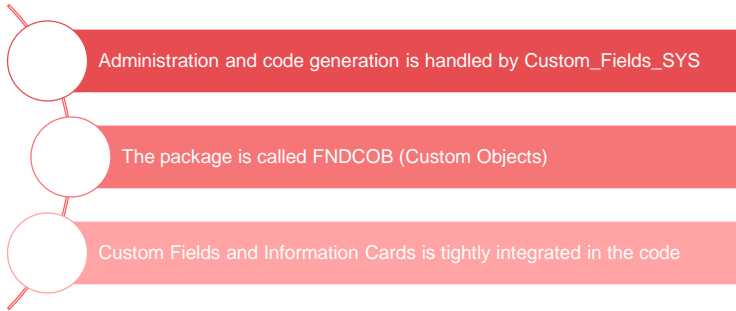 Administration and code generation is handled by Custom_Fields_SYS
The package is called FNDCOB (Custom Objects)
Custom Fields and Information Cards is tightly integrated in the code